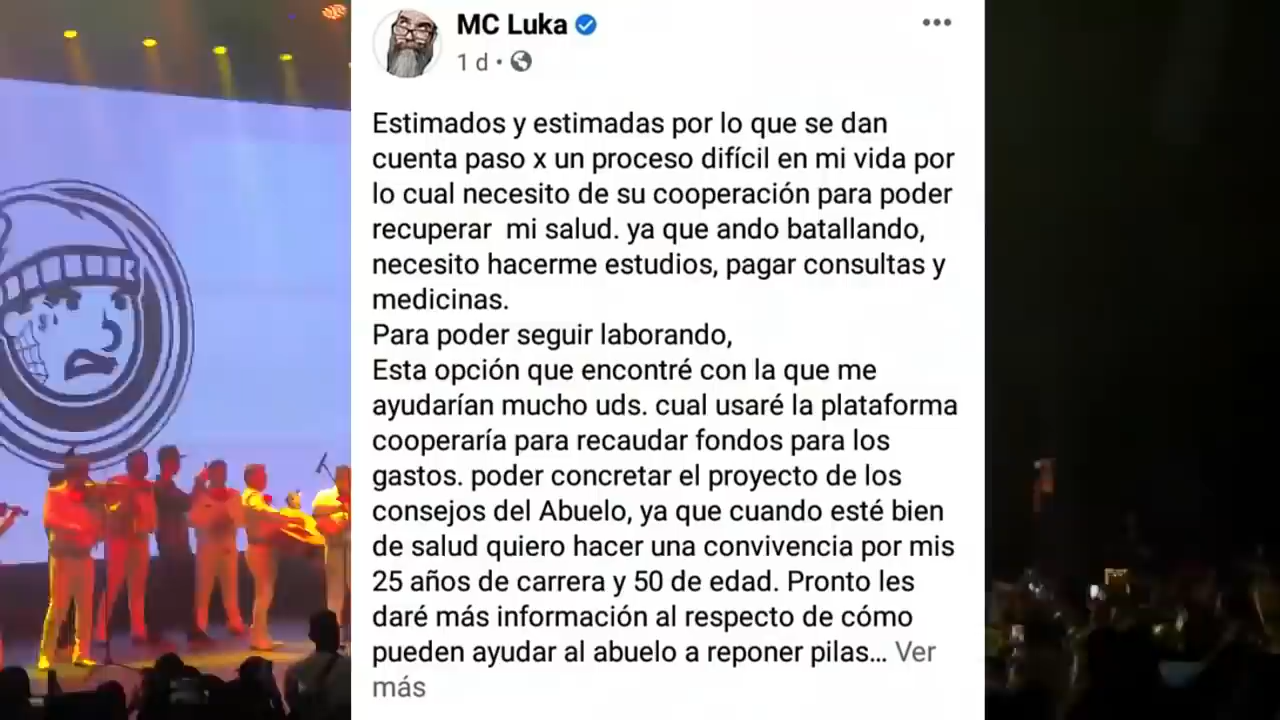 MC Luka
1 d
Estimados y estimadas por lo que se dan
cuenta paso x un proceso difícil en mi vida por
lo cual necesito de su cooperación para poder
recuperar  mi salud. ya que ando batallando,
necesito hacerme estudios, pagar consultas y
medicinas.
Para poder seguir laborando,
Esta opción que encontré con la que me
ayudarían mucho uds. cual usaré la plataforma
cooperaría para recaudar fondos para los
gastos. poder concretar el proyecto de los
consejos del Abuelo, ya que cuando esté bien
de salud quiero hacer una convivencia por mis
25 años de carrera y 50 de edad. Pronto les
daré más información al respecto de cómo
pueden ayudar al abuelo a reponer pilas... Ver
más